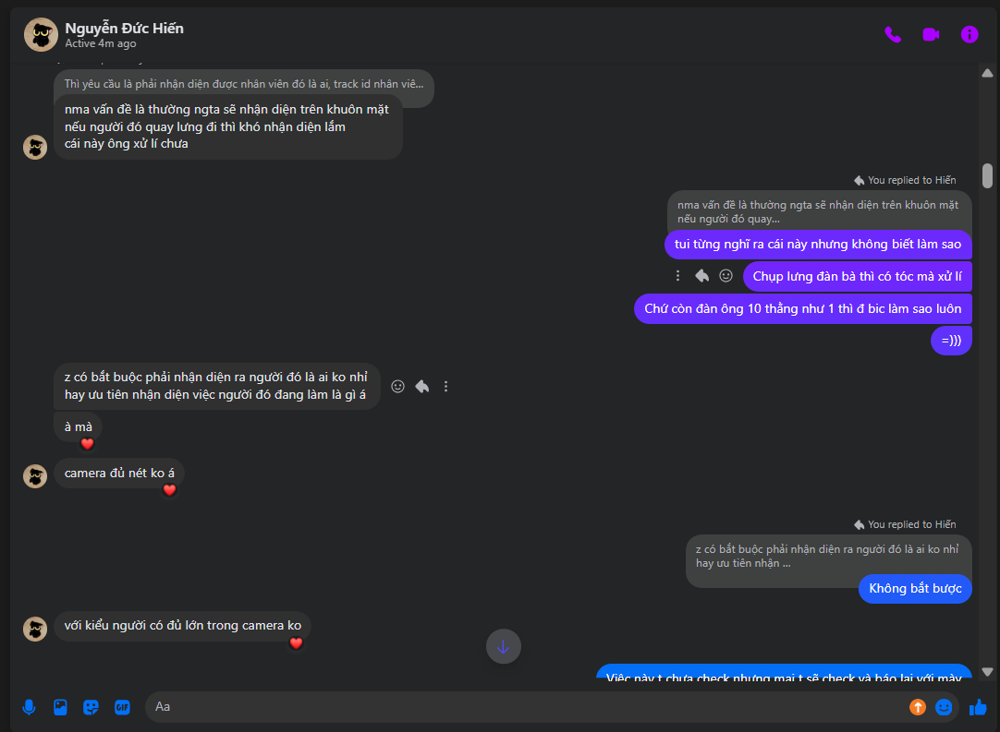 Nguyễn Đức Hiến
Active 4m ago
Thì yêu cầu là phải nhận diện được nhân viên đó là ai, track id nhân viê...
nma vấn đề là thường ngta sẽ nhận diện trên khuôn mặt
nếu người đó quay lưng đi thì khó nhận diện lắm
cái này ông xử lí chưa
You replied to Hiến
nma vấn đề là thường ngta sẽ nhận diện trên khuôn mặt
nếu người đó quay...
tui từng nghĩ ra cái này nhưng không biết làm sao
Chụp lưng đàn bà thì có tóc mà xử lí
Chứ còn đàn ông 10 thằng như 1 thì đ bic làm sao luôn
=)))
z có bắt buộc phải nhận diện ra người đó là ai ko nhỉ
hay ưu tiên nhận diện việc người đó đang làm là gì á
à mà
camera đủ nét ko á
You replied to Hiến
z có bắt buộc phải nhận diện ra người đó là ai ko nhỉ
hay ưu tiên nhận ...
Không bắt bược
với kiểu người có đủ lớn trong camera ko
Việc này t chưa check nhưng mai t sẽ check và báo lại với mày
GIF
Aa